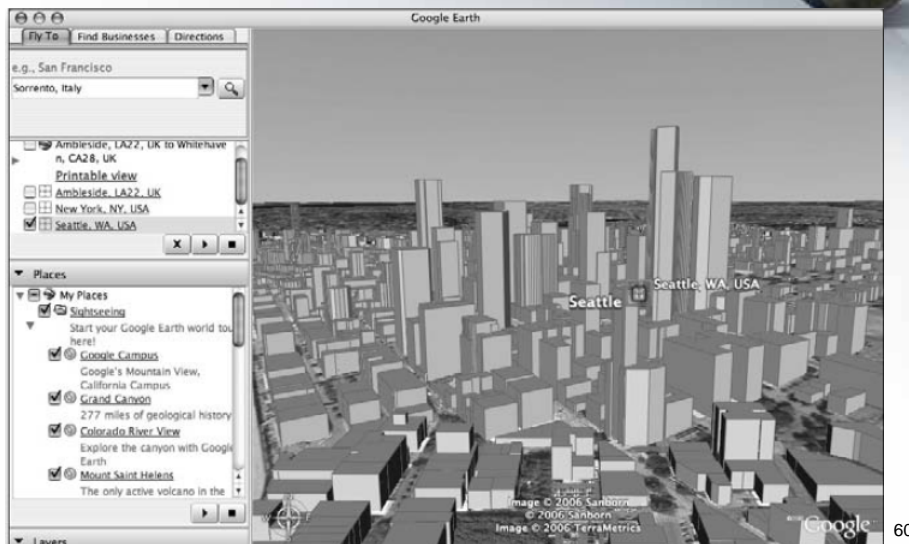 Google Earth
Fly To
Find Businesses
Directions
e.g., San Francisco
Sorrento, Italy
Ambleside, LA22, UK to Whitehave
n, CA28, UK
Printable view
Ambleside, LA22, UK
New York, NY, USA
Seattle, WA, USA
Places
My Places
Sightseeing
Start your Google Earth world tou
here!
Google Campus
Google's Mountain View,
California Campus
Grand Canyon
277 miles of geological history
Colorado River View
Explore the canyon with Google
Earth
Mount Saint Helens
The only active volcano in the
Layers
Seattle, WA, USA
Seattle
Image © 2006 Sanborn
© 2006 Sanborn
Image © 2006 TerraMetrics
Google
60